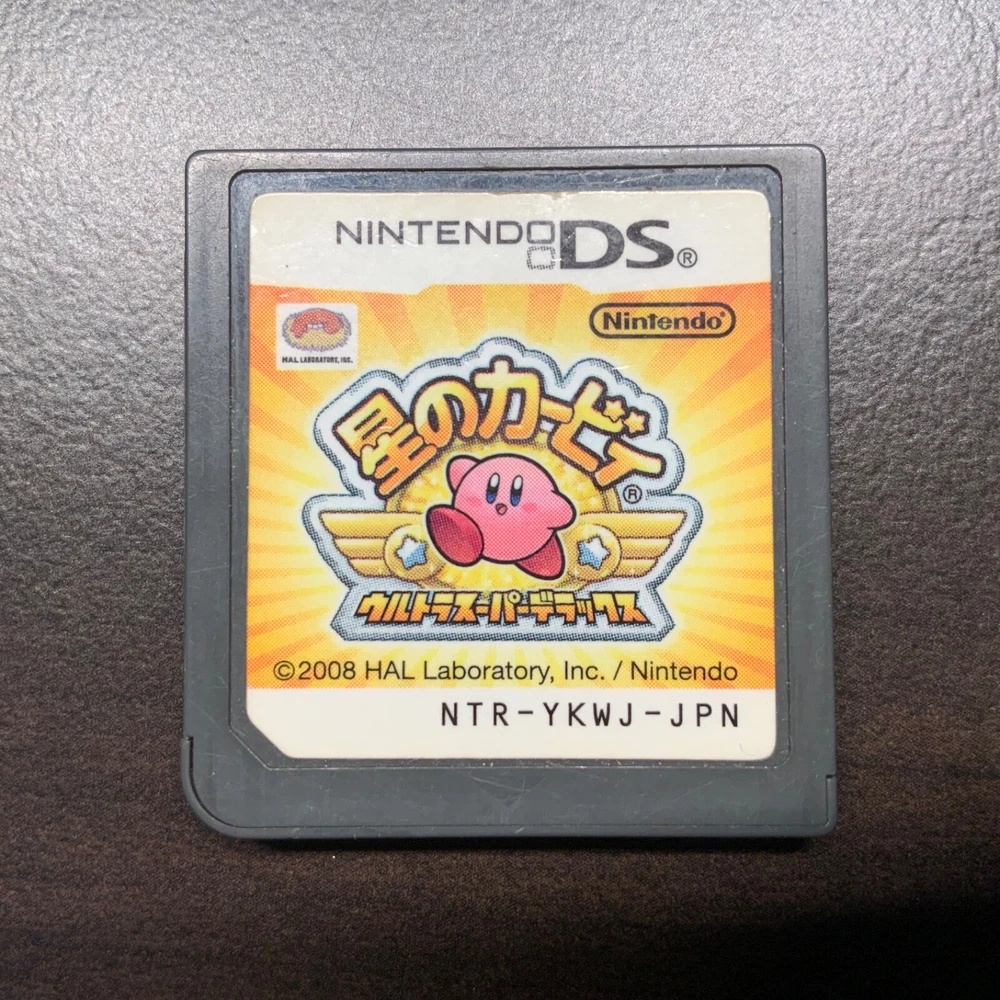 NINTENDO DS®
HAL LABORATORY, INC.
Nintendo®
星のカービィ®
ウルトラスーパーデラックス
©2008 HAL Laboratory, Inc. / Nintendo
NTR-YKWJ-JPN